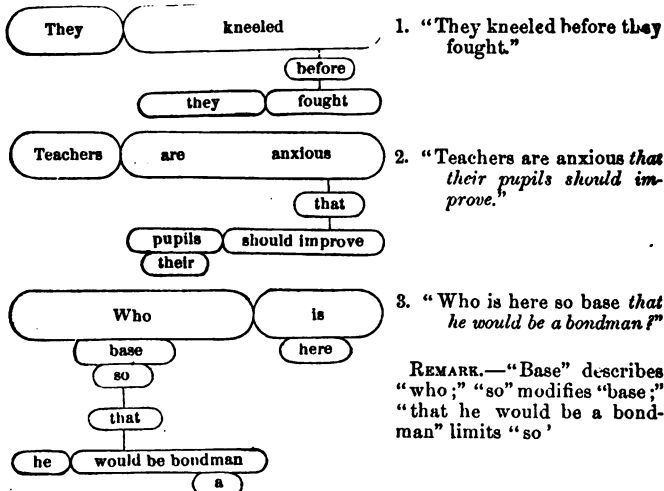 They kneeled
before
they fought
1. “They kneeled before they
fought.”
Teachers are anxious
that
pupils should improve
their
2. “Teachers are anxious that
their pupils should im-
prove.”
Who is
base here
so
that
he would be bondman
a
3. “Who is here so base that
he would be a bondman?”
REMARK.—“Base” describes
“who;” “so” modifies “base;”
“that he would be a bond-
man” limits “so’